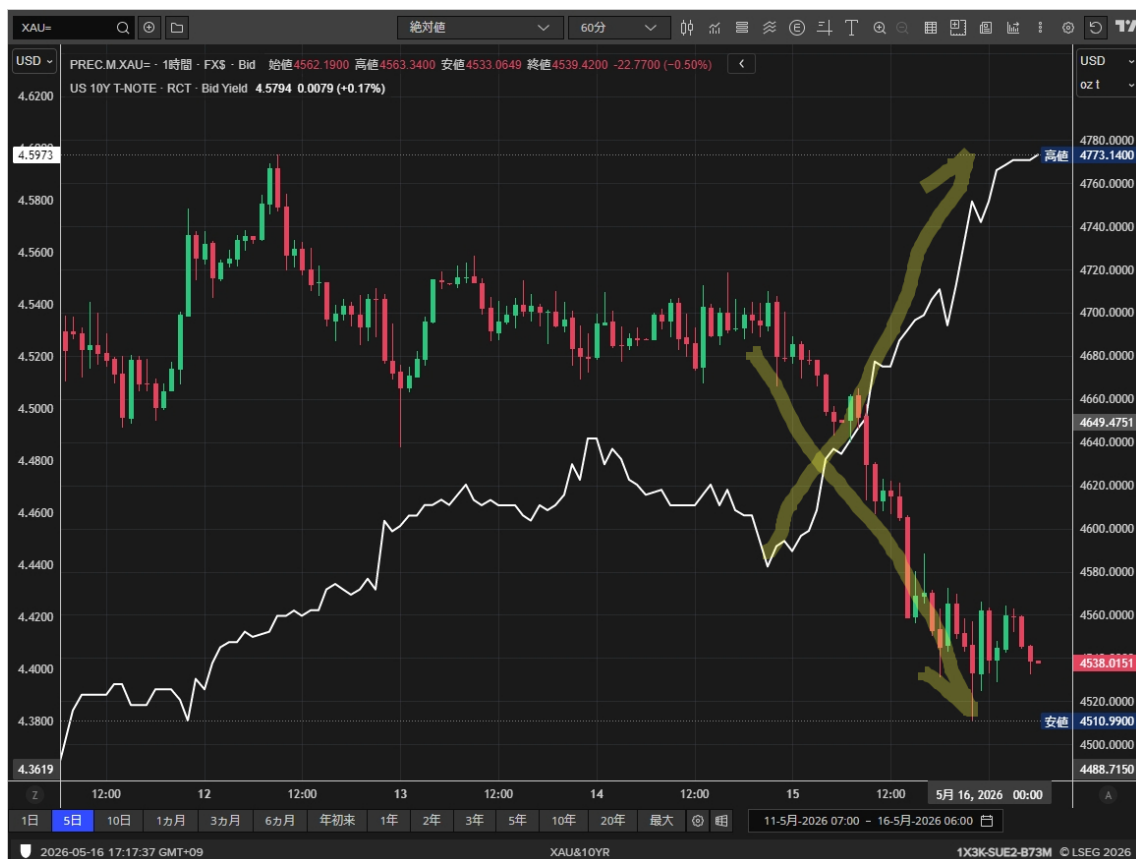 XAU=
絶対値
60分
USD
PREC.M.XAU= · 1時間 · FX$ · Bid 始値4562.1900 高値4563.3400 安値4533.0649 終値4539.4200 -22.7700 (-0.50%)
US 10Y T-NOTE · RCT · Bid Yield 4.5794 0.0079 (+0.17%)
USD
oz t
4.6200
4.5973
4.5800
4.5600
4.5400
4.5200
4.5000
4.4800
4.4600
4.4400
4.4200
4.4000
4.3800
4.3619
4780.0000
高値 4773.1400
4760.0000
4740.0000
4720.0000
4700.0000
4680.0000
4660.0000
4649.4751
4640.0000
4620.0000
4600.0000
4580.0000
4560.0000
4538.0151
4520.0000
安値 4510.9900
4500.0000
4488.7150
Z 12:00 12 12:00 13 12:00 14 12:00 15 12:00 5月 16, 2026 00:00 A
1日 5日 10日 1カ月 3カ月 6カ月 年初来 1年 2年 3年 5年 10年 20年 最大 11-5月-2026 07:00 - 16-5月-2026 06:00
2026-05-16 17:17:37 GMT+09 XAU&10YR 1X3K-SUE2-B73M © LSEG 2026